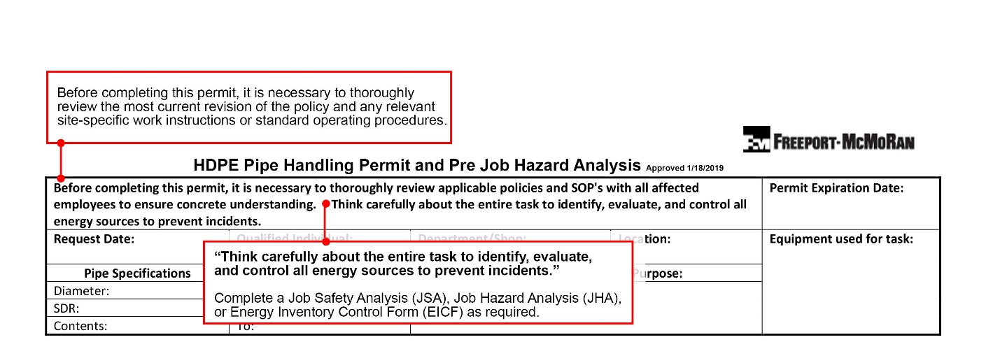 Before completing this permit, it is necessary to thoroughly
review the most current revision of the policy and any relevant
site-specific work instructions or standard operating procedures.
FREEPORT-MCMORAN
HDPE Pipe Handling Permit and Pre Job Hazard Analysis Approved 1/18/2019
Before completing this permit, it is necessary to thoroughly review applicable policies and SOP's with all affected
employees to ensure concrete understanding. Think carefully about the entire task to identify, evaluate, and control all
energy sources to prevent incidents.
Permit Expiration Date:
Request Date:
Qualified Individual:
Department/Shop:
Location:
Equipment used for task:
“Think carefully about the entire task to identify, evaluate,
and control all energy sources to prevent incidents.”
Complete a Job Safety Analysis (JSA), Job Hazard Analysis (JHA),
or Energy Inventory Control Form (EICF) as required.
Pipe Specifications
Purpose:
Diameter:
SDR:
Contents:
To: